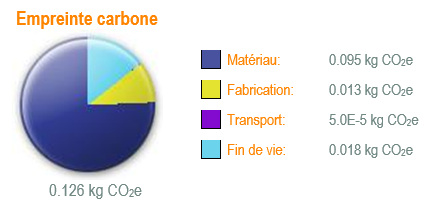 Empreinte carbone
Matériau: 0.095 kg CO₂e
Fabrication: 0.013 kg CO₂e
Transport: 5.0E-5 kg CO₂e
Fin de vie: 0.018 kg CO₂e
0.126 kg CO₂e